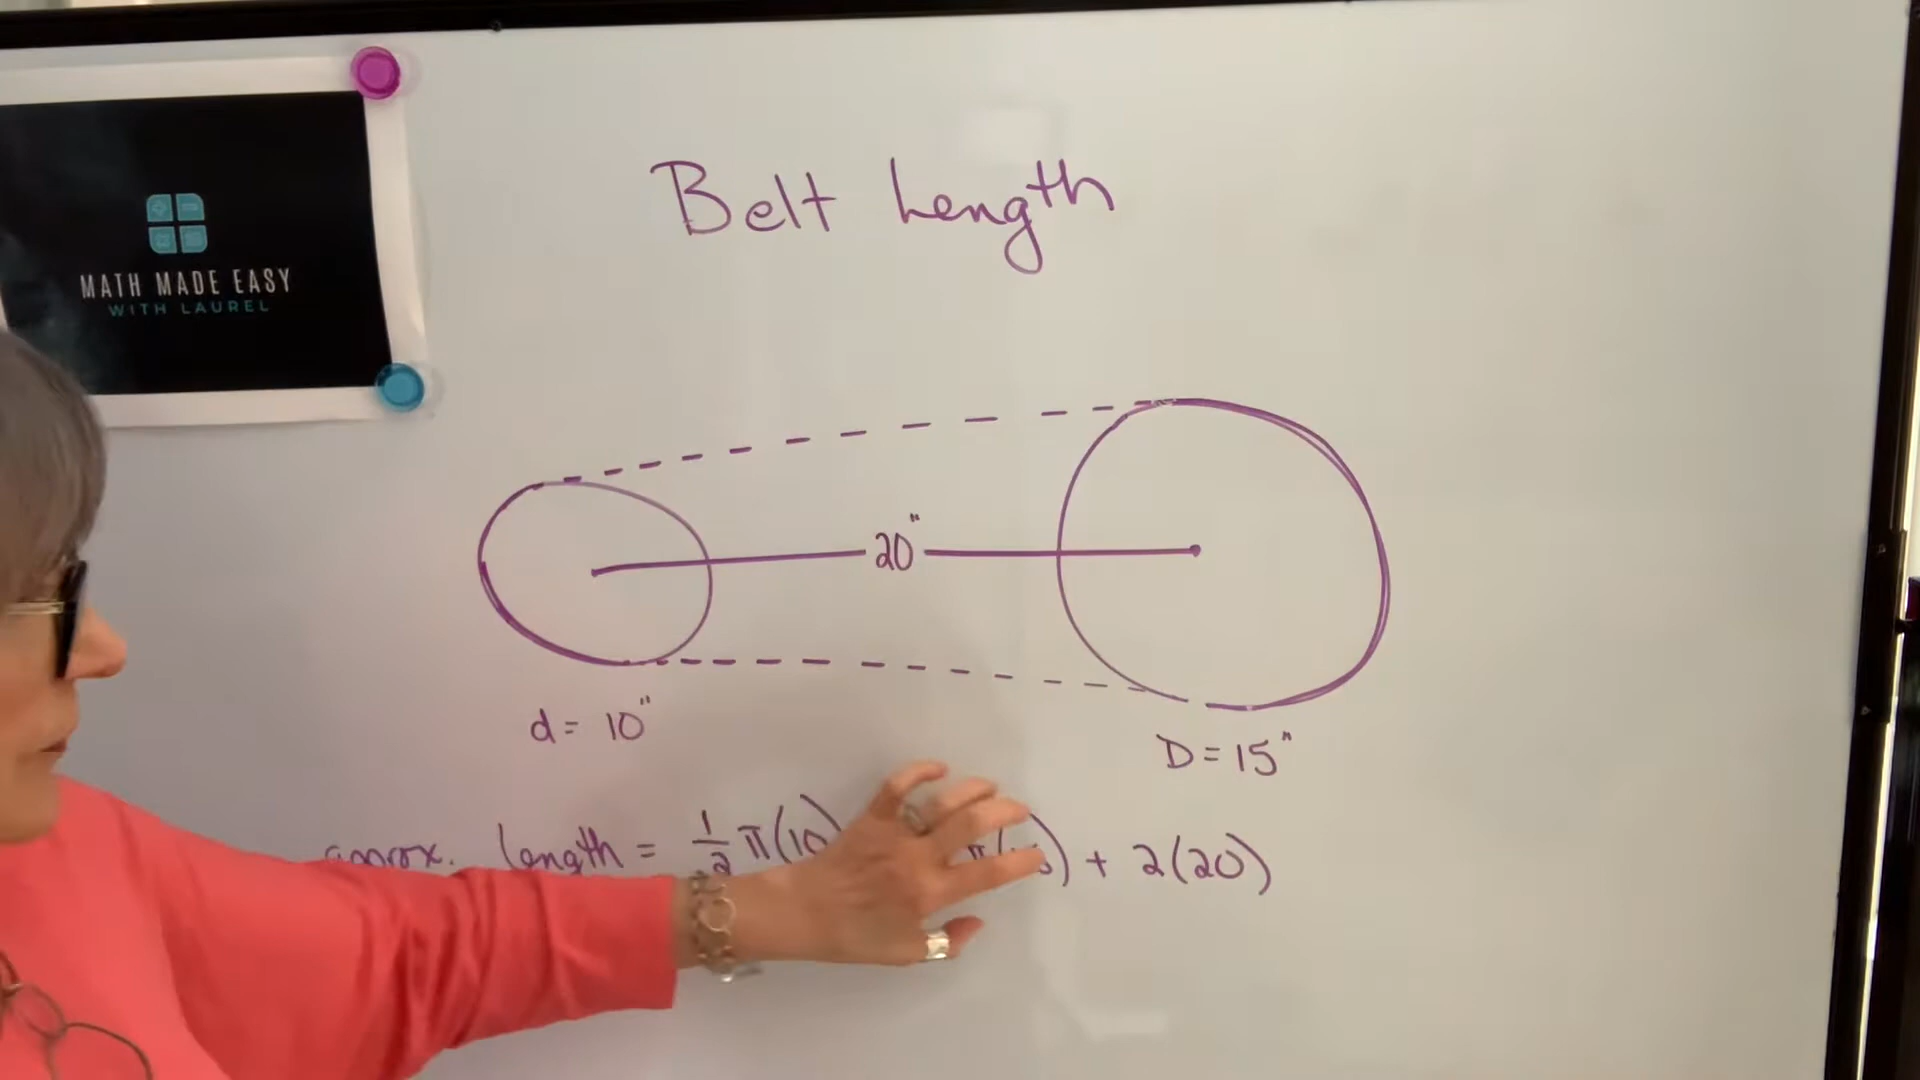 MATH MADE EASY
WITH LAUREL
Belt Length
20"
d = 10"
D = 15"
approx. length = 1/2 π(10) π( ) + 2(20)